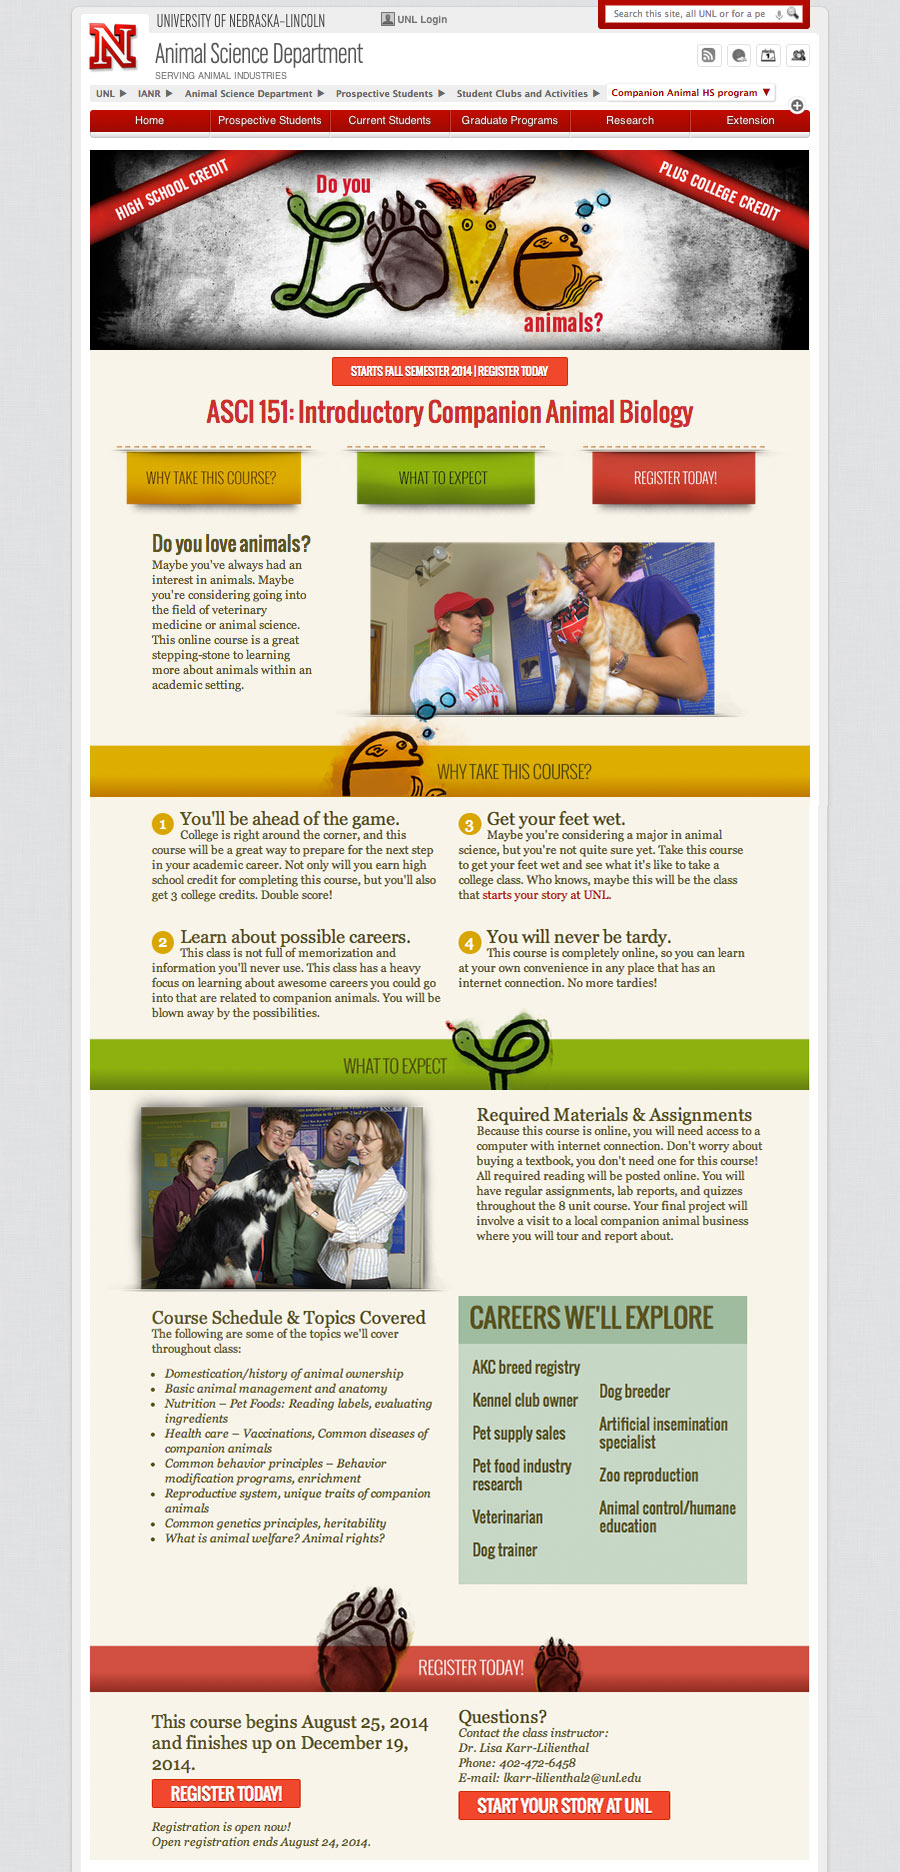 UNIVERSITY OF NEBRASKA–LINCOLN
UNL Login
Search this site, all UNL or for a pe
Animal Science Department
SERVING ANIMAL INDUSTRIES
UNL ▶ IANR ▶ Animal Science Department ▶ Prospective Students ▶ Student Clubs and Activities ▶ Companion Animal HS program ▼
Home Prospective Students Current Students Graduate Programs Research Extension
HIGH SCHOOL CREDIT
PLUS COLLEGE CREDIT
Do you
Love
animals?
STARTS FALL SEMESTER 2014 | REGISTER TODAY
ASCI 151: Introductory Companion Animal Biology
WHY TAKE THIS COURSE?
WHAT TO EXPECT
REGISTER TODAY!
Do you love animals?
Maybe you've always had an
interest in animals. Maybe
you're considering going into
the field of veterinary
medicine or animal science.
This online course is a great
stepping-stone to learning
more about animals within an
academic setting.
NEBRASKA
N
WHY TAKE THIS COURSE?
1 You'll be ahead of the game.
College is right around the corner, and this
course will be a great way to prepare for the next step
in your academic career. Not only will you earn high
school credit for completing this course, but you'll also
get 3 college credits. Double score!
2 Learn about possible careers.
This class is not full of memorization and
information you'll never use. This class has a heavy
focus on learning about awesome careers you could go
into that are related to companion animals. You will be
blown away by the possibilities.
3 Get your feet wet.
Maybe you're considering a major in animal
science, but you're not quite sure yet. Take this course
to get your feet wet and see what it's like to take a
college class. Who knows, maybe this will be the class
that starts your story at UNL.
4 You will never be tardy.
This course is completely online, so you can learn
at your own convenience in any place that has an
internet connection. No more tardies!
WHAT TO EXPECT
Required Materials & Assignments
Because this course is online, you will need access to a
computer with internet connection. Don't worry about
buying a textbook, you don't need one for this course!
All required reading will be posted online. You will
have regular assignments, lab reports, and quizzes
throughout the 8 unit course. Your final project will
involve a visit to a local companion animal business
where you will tour and report about.
Course Schedule & Topics Covered
The following are some of the topics we'll cover
throughout class:
• Domestication/history of animal ownership
• Basic animal management and anatomy
• Nutrition – Pet Foods: Reading labels, evaluating
ingredients
• Health care – Vaccinations, Common diseases of
companion animals
• Common behavior principles – Behavior
modification programs, enrichment
• Reproductive system, unique traits of companion
animals
• Common genetics principles, heritability
• What is animal welfare? Animal rights?
CAREERS WE'LL EXPLORE
AKC breed registry
Kennel club owner
Pet supply sales
Pet food industry
research
Veterinarian
Dog trainer
Dog breeder
Artificial insemination
specialist
Zoo reproduction
Animal control/humane
education
REGISTER TODAY!
This course begins August 25, 2014
and finishes up on December 19,
2014.
REGISTER TODAY!
Registration is open now!
Open registration ends August 24, 2014.
Questions?
Contact the class instructor:
Dr. Lisa Karr-Lilienthal
Phone: 402-472-6458
E-mail: lkarr-lilienthal2@unl.edu
START YOUR STORY AT UNL